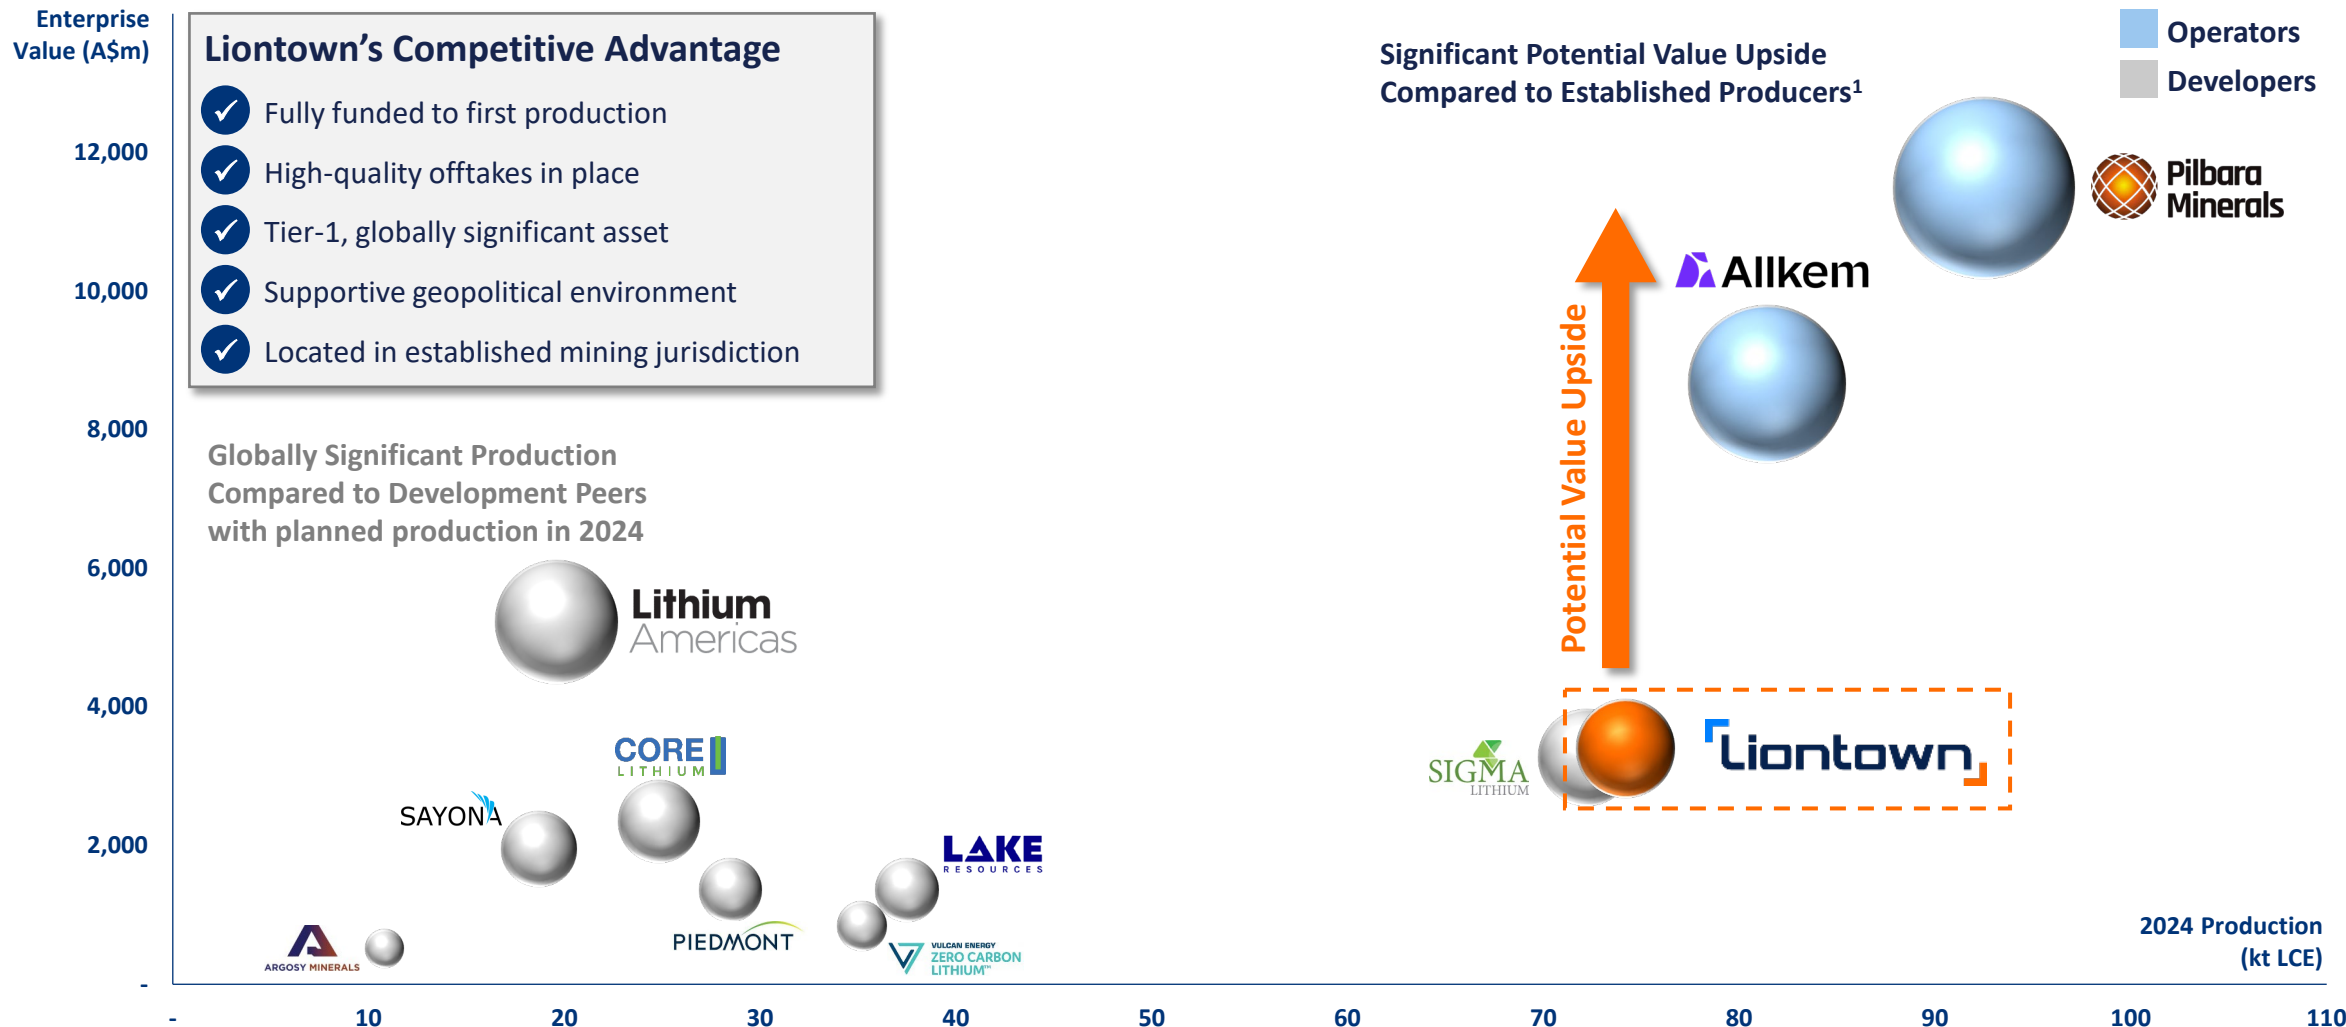 Enterprise
Value (A$m)
Liontown’s Competitive Advantage
Fully funded to first production
High-quality offtakes in place
Tier-1, globally significant asset
Supportive geopolitical environment
Located in established mining jurisdiction
Significant Potential Value Upside
Compared to Established Producers¹
Operators
Developers
12,000
10,000
8,000
6,000
4,000
2,000
-
Pilbara
Minerals
Allkem
Potential Value Upside
Globally Significant Production
Compared to Development Peers
with planned production in 2024
Lithium
Americas
CORE
LITHIUM
SAYONA
SIGMA
LITHIUM
Liontown
LAKE
RESOURCES
PIEDMONT
ARGOSY MINERALS
VULCAN ENERGY
ZERO CARBON
LITHIUM™
2024 Production
(kt LCE)
- 10 20 30 40 50 60 70 80 90 100 110